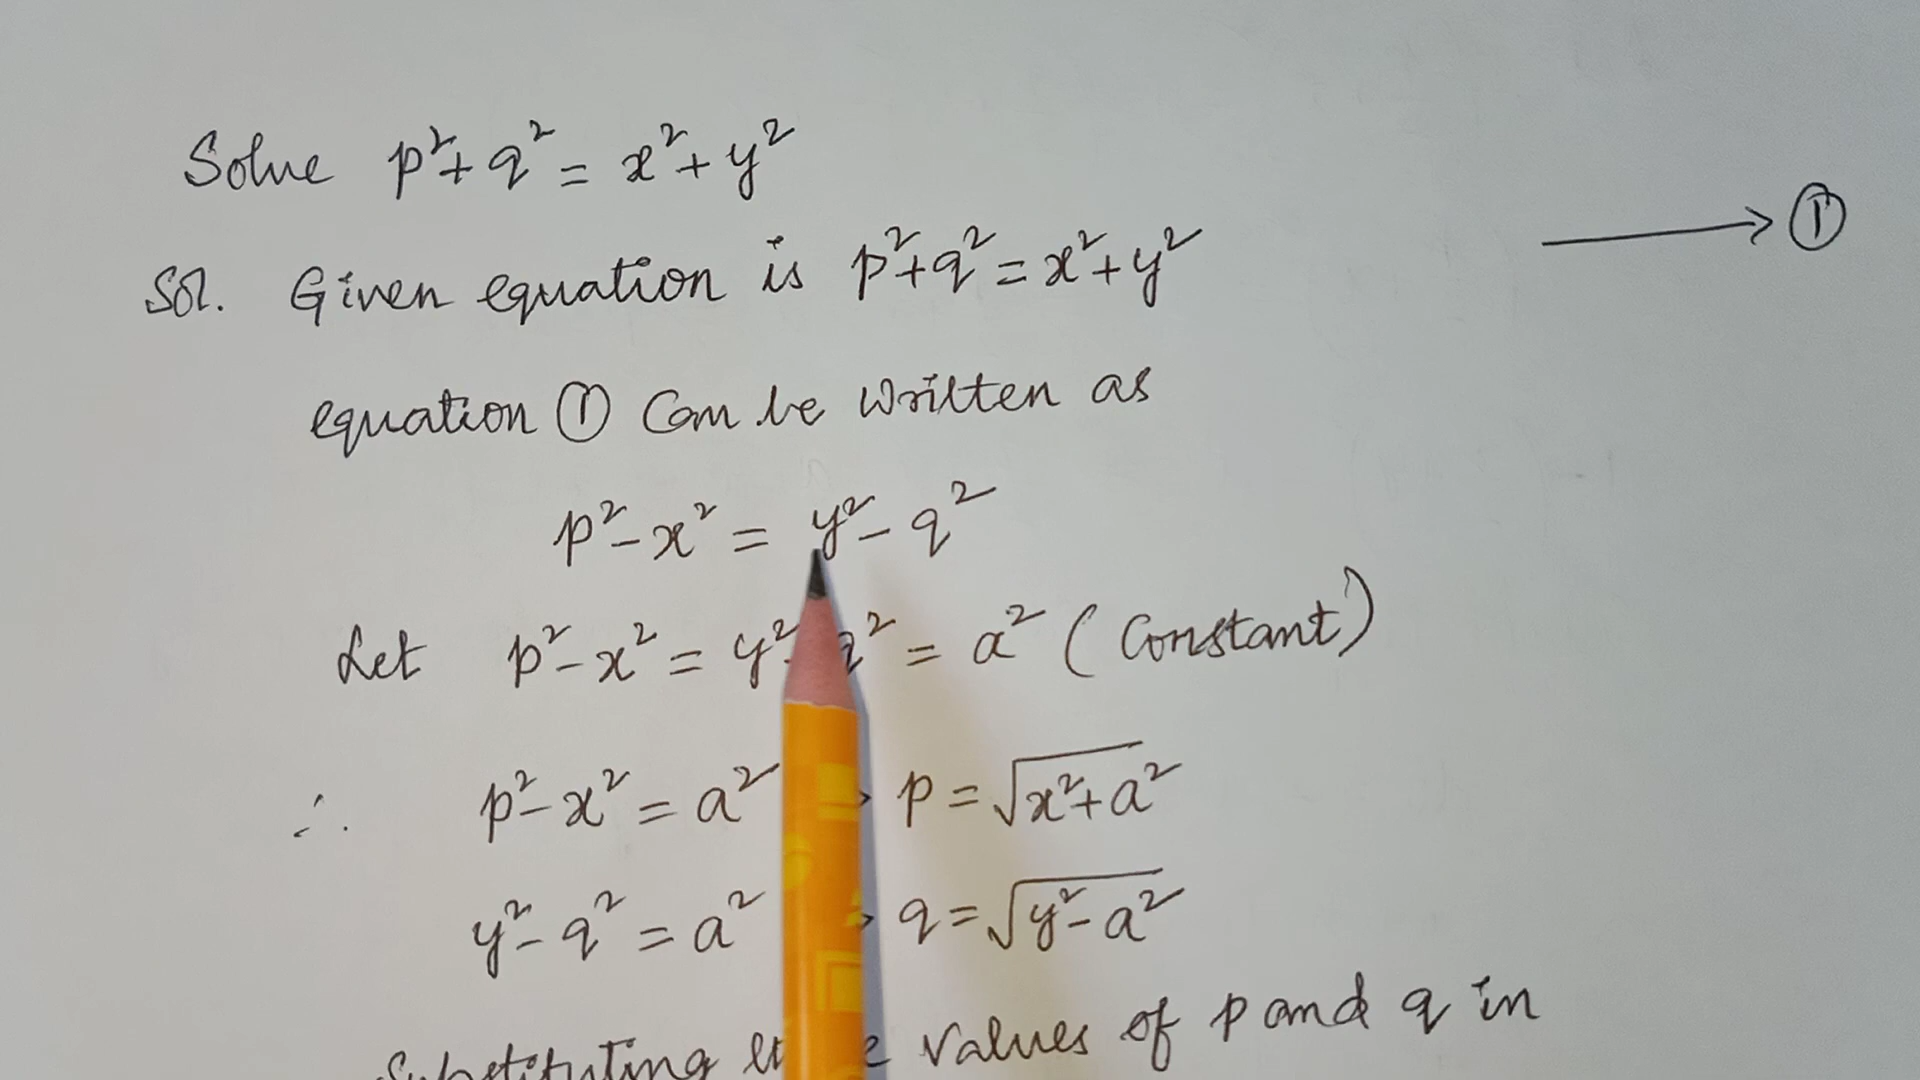 Solve p²+q² = x²+y²
Sol. Given equation is p²+q² = x²+y² ⟶ ①
equation ① Can be written as
p²-x² = y²-q²
Let p²-x² = y²-q² = a² (Constant)
∴ p²-x² = a² p = √x²+a²
y²-q² = a² q = √y²-a²
Substituting values of p and q in